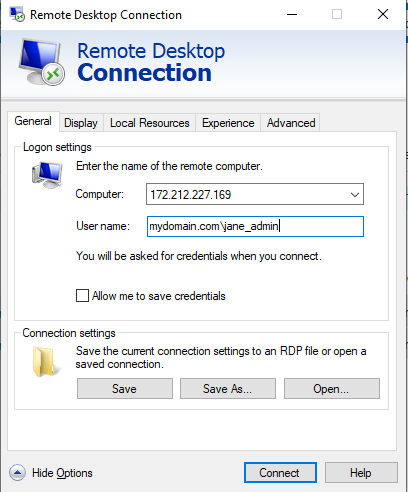 Remote Desktop Connection
Remote Desktop
Connection
General Display Local Resources Experience Advanced
Logon settings
Enter the name of the remote computer.
Computer: 172.212.227.169
User name: mydomain.com\jane_admin
You will be asked for credentials when you connect.
Allow me to save credentials
Connection settings
Save the current connection settings to an RDP file or open a
saved connection.
Save Save As... Open...
Hide Options Connect Help